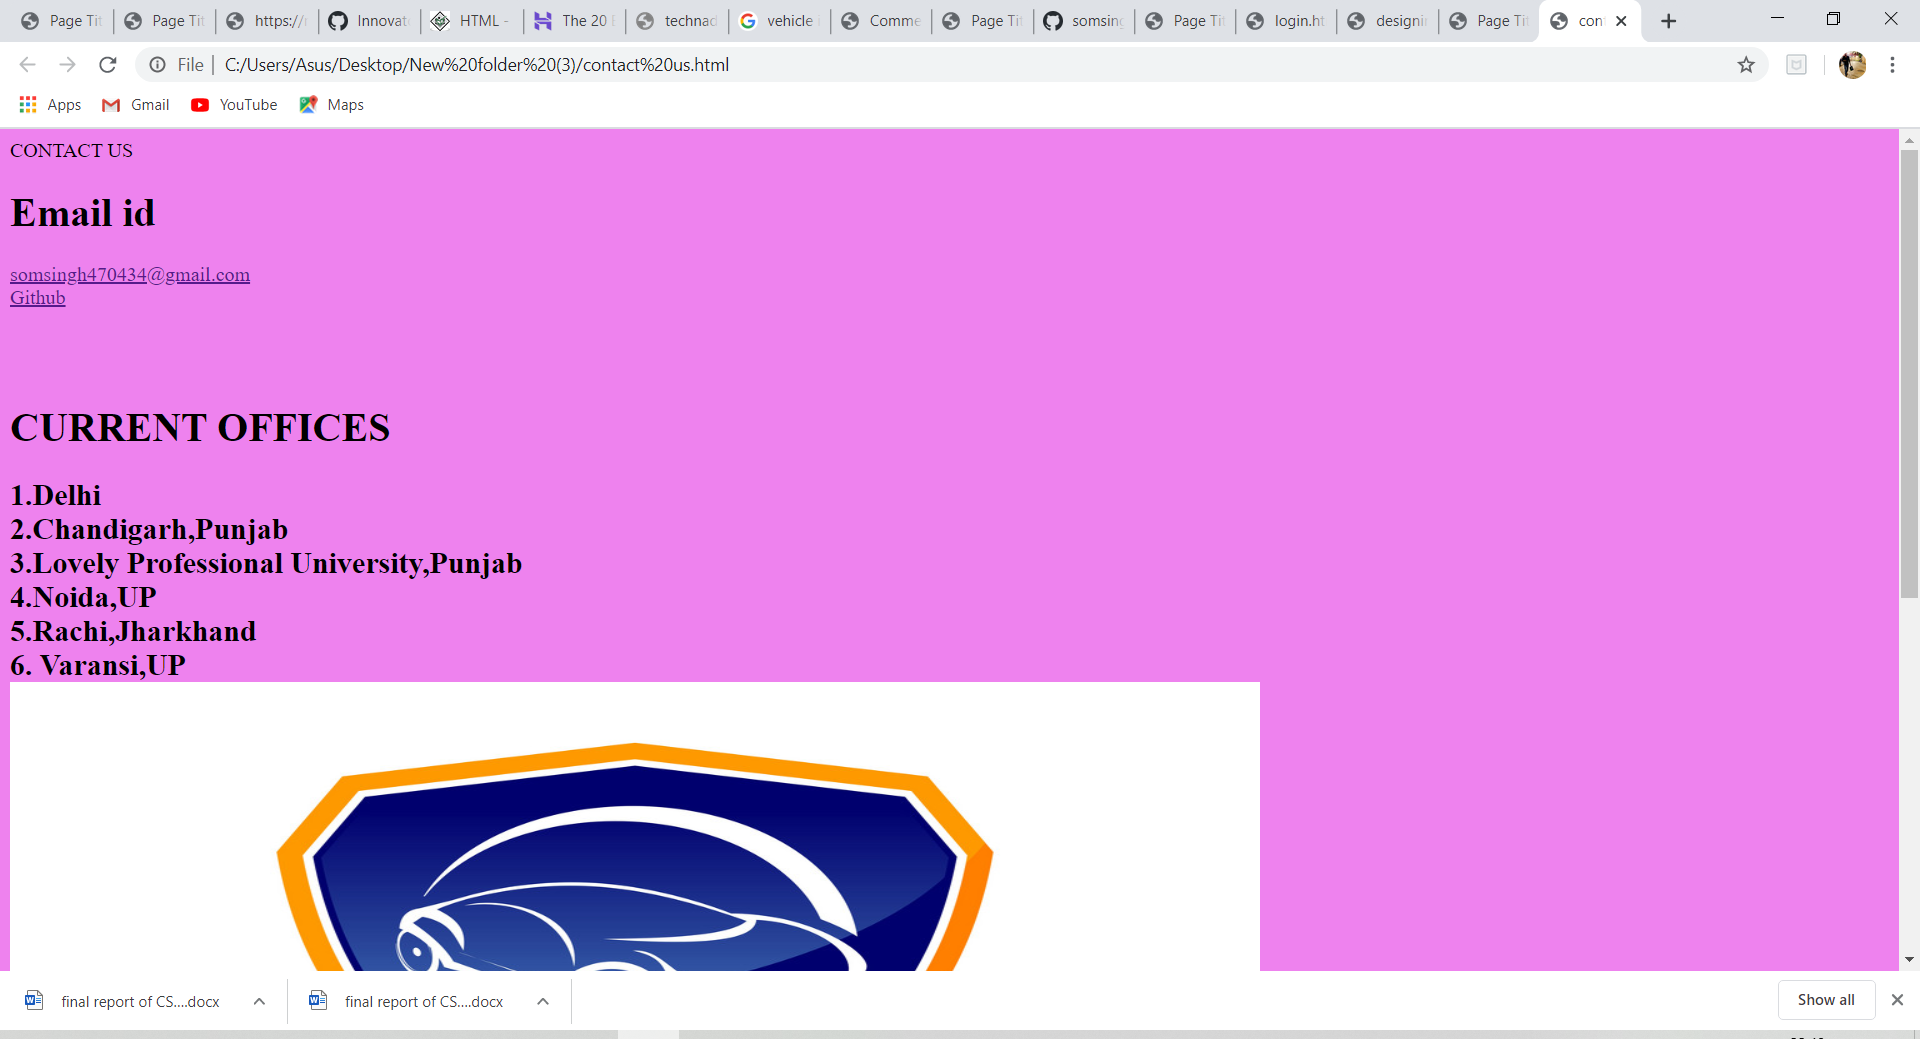 Page Tit
Page Tit
https://r
Innovat
HTML -
The 20
technad
vehicle
Comme
Page Tit
somsing
Page Tit
login.ht
designi
Page Tit
con
File
C:/Users/Asus/Desktop/New%20folder%20(3)/contact%20us.html
Apps Gmail YouTube Maps
CONTACT US
Email id
somsingh470434@gmail.com
Github
CURRENT OFFICES
1.Delhi
2.Chandigarh,Punjab
3.Lovely Professional University,Punjab
4.Noida,UP
5.Rachi,Jharkhand
6. Varansi,UP
final report of CS....docx
final report of CS....docx
Show all